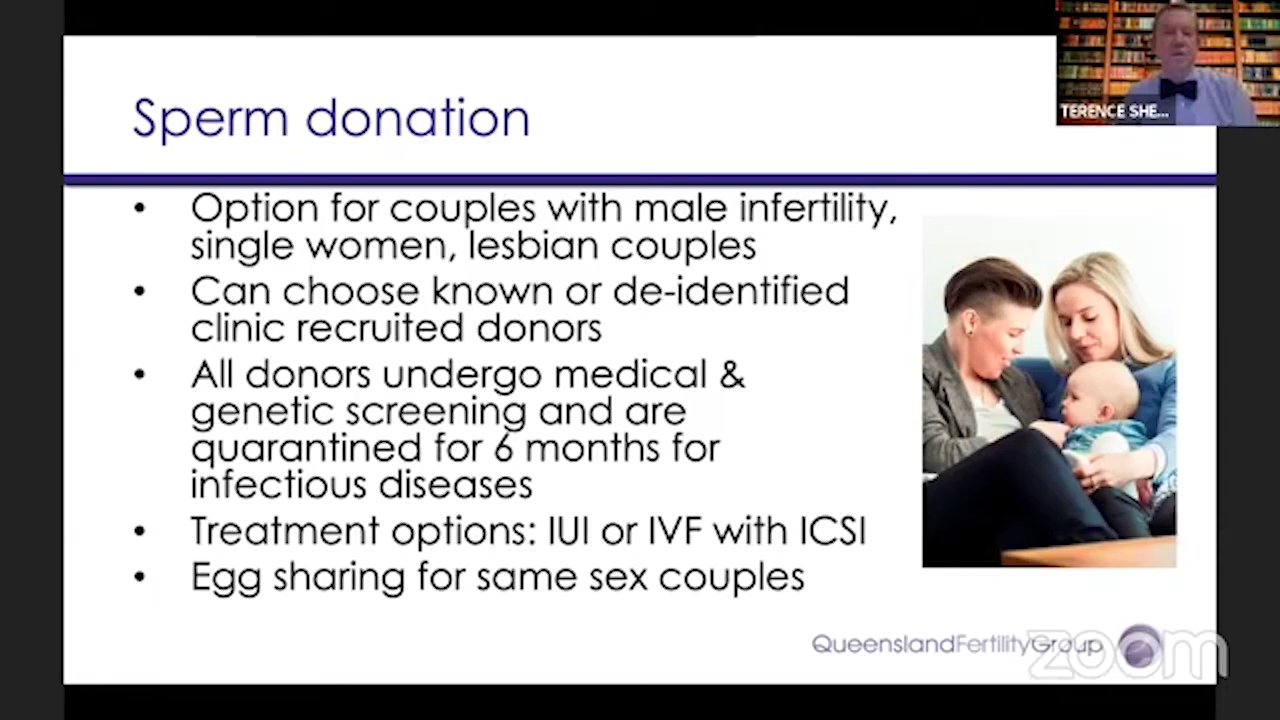 Sperm donation
TERENCE SHE...
• Option for couples with male infertility,
single women, lesbian couples
• Can choose known or de-identified
clinic recruited donors
• All donors undergo medical &
genetic screening and are
quarantined for 6 months for
infectious diseases
• Treatment options: IUI or IVF with ICSI
• Egg sharing for same sex couples
QueenslandFertilityGroup
zoom